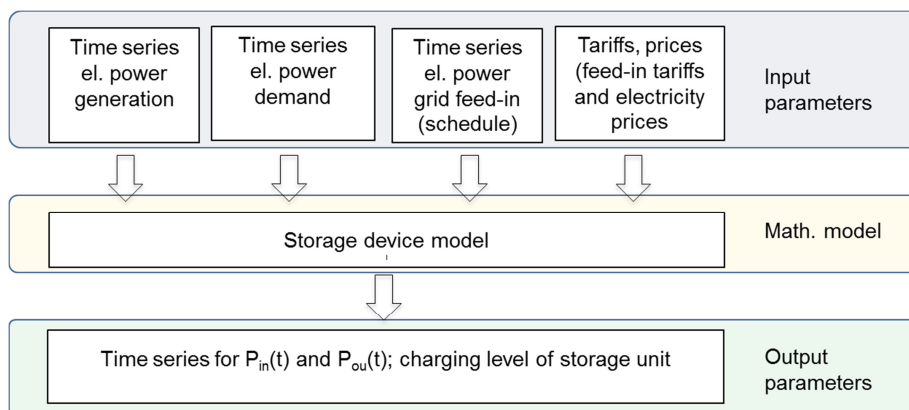 Time series
el. power
generation
Time series
el. power
demand
Time series
el. power
grid feed-in
(schedule)
Tariffs, prices
(feed-in tariffs
and electricity
prices
Input
parameters
Storage device model
Math. model
Time series for Pin(t) and Pou(t); charging level of storage unit
Output
parameters